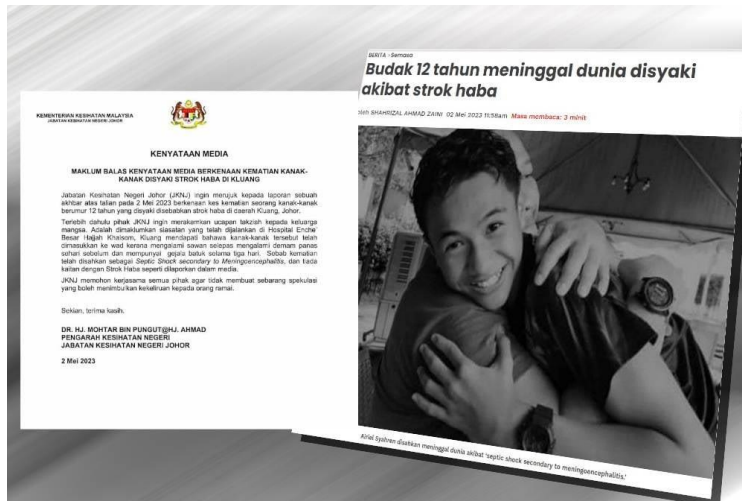 KEMENTERIAN KESIHATAN MALAYSIA
JABATAN KESIHATAN NEGERI JOHOR
KENYATAAN MEDIA
MAKLUM BALAS KENYATAAN MEDIA BERKENAAN KEMATIAN KANAK-
KANAK DISYAKI STROK HABA DI KLUANG
Jabatan Kesihatan Negeri Johor (JKNJ) ingin merujuk kepada laporan sebuah
akhbar atas talian pada 2 Mei 2023 berkenaan kes kematian seorang kanak-kanak
berumur 12 tahun yang disyaki disebabkan strok haba di daerah Kluang, Johor.
Terlebih dahulu pihak JKNJ ingin merakamkan ucapan takziah kepada keluarga
mangsa. Adalah dimaklumkan siasatan yang telah dijalankan di Hospital Enche'
Besar Hajjah Khalsom, Kluang mendapati bahawa kanak-kanak tersebut telah
dimasukkan ke wad kerana mengalami sawan selepas mengalami demam panas
sehari sebelum dan mempunyai gejala batuk selama tiga hari. Sebab kematian
telah disahkan sebagai Septic Shock secondary to Meningoencephalitis, dan tiada
kaitan dengan Strok Haba seperti dilaporkan dalam media.
JKNJ memohon kerjasama semua pihak agar tidak membuat sebarang spekulasi
yang boleh menimbulkan kekeliruan kepada orang ramai.
Sekian, terima kasih.
DR. HJ. MOHTAR BIN PUNGUT@HJ. AHMAD
PENGARAH KESIHATAN NEGERI
JABATAN KESIHATAN NEGERI JOHOR
2 Mei 2023
BERITA > Semasa
Budak 12 tahun meninggal dunia disyaki
akibat strok haba
oleh SHAHRIZAL AHMAD ZAINI 02 Mei 2023 11:58am Masa membaca: 3 minit
Airiel Syahren disahkan meninggal dunia akibat 'septic shock secondary to meningoencephalitis.'